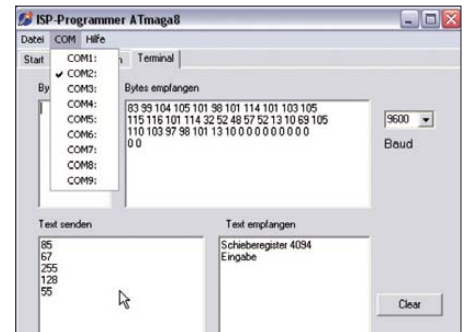 ISP-Programmer ATmaga8
Datei COM Hilfe
Start Terminal
COM1:
COM2:
COM3:
COM4:
COM5:
COM6:
COM7:
COM8:
COM9:
Bytes empfangen
83 99 104 105 101 98 101 114 101 103 105
115 116 101 114 32 52 48 57 52 13 10 69 105
110 103 97 98 101 13 10 0 0 0 0 0 0 0 0 0
0 0
9600
Baud
Text senden
85
67
255
128
55
Text empfangen
Schieberegister 4094
Eingabe
Clear